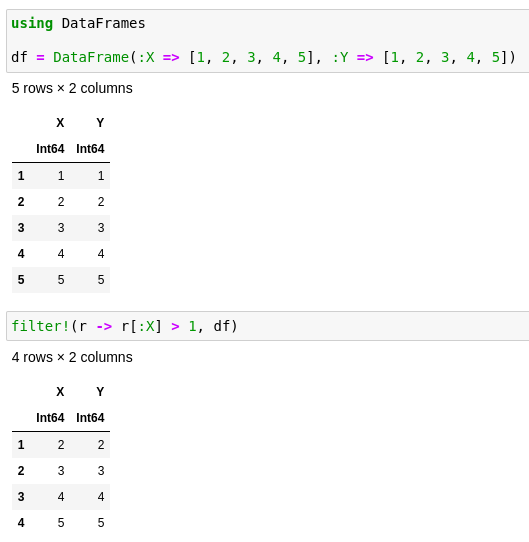 using DataFrames
df = DataFrame(:X => [1, 2, 3, 4, 5], :Y => [1, 2, 3, 4, 5])
5 rows × 2 columns
X Y
Int64 Int64
1 1 1
2 2 2
3 3 3
4 4 4
5 5 5
filter!(r -> r[:X] > 1, df)
4 rows × 2 columns
X Y
Int64 Int64
1 2 2
2 3 3
3 4 4
4 5 5